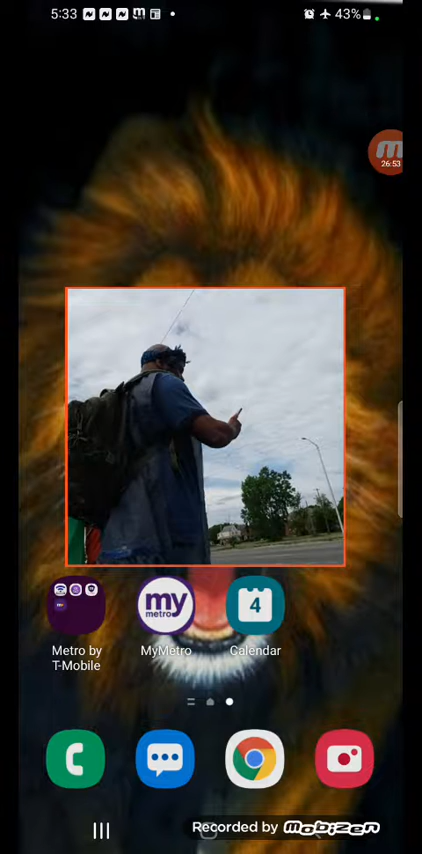 5:33
43%
m
26:53
my
metro
4
Metro by
T-Mobile
MyMetro
Calendar
Recorded by Mobizen